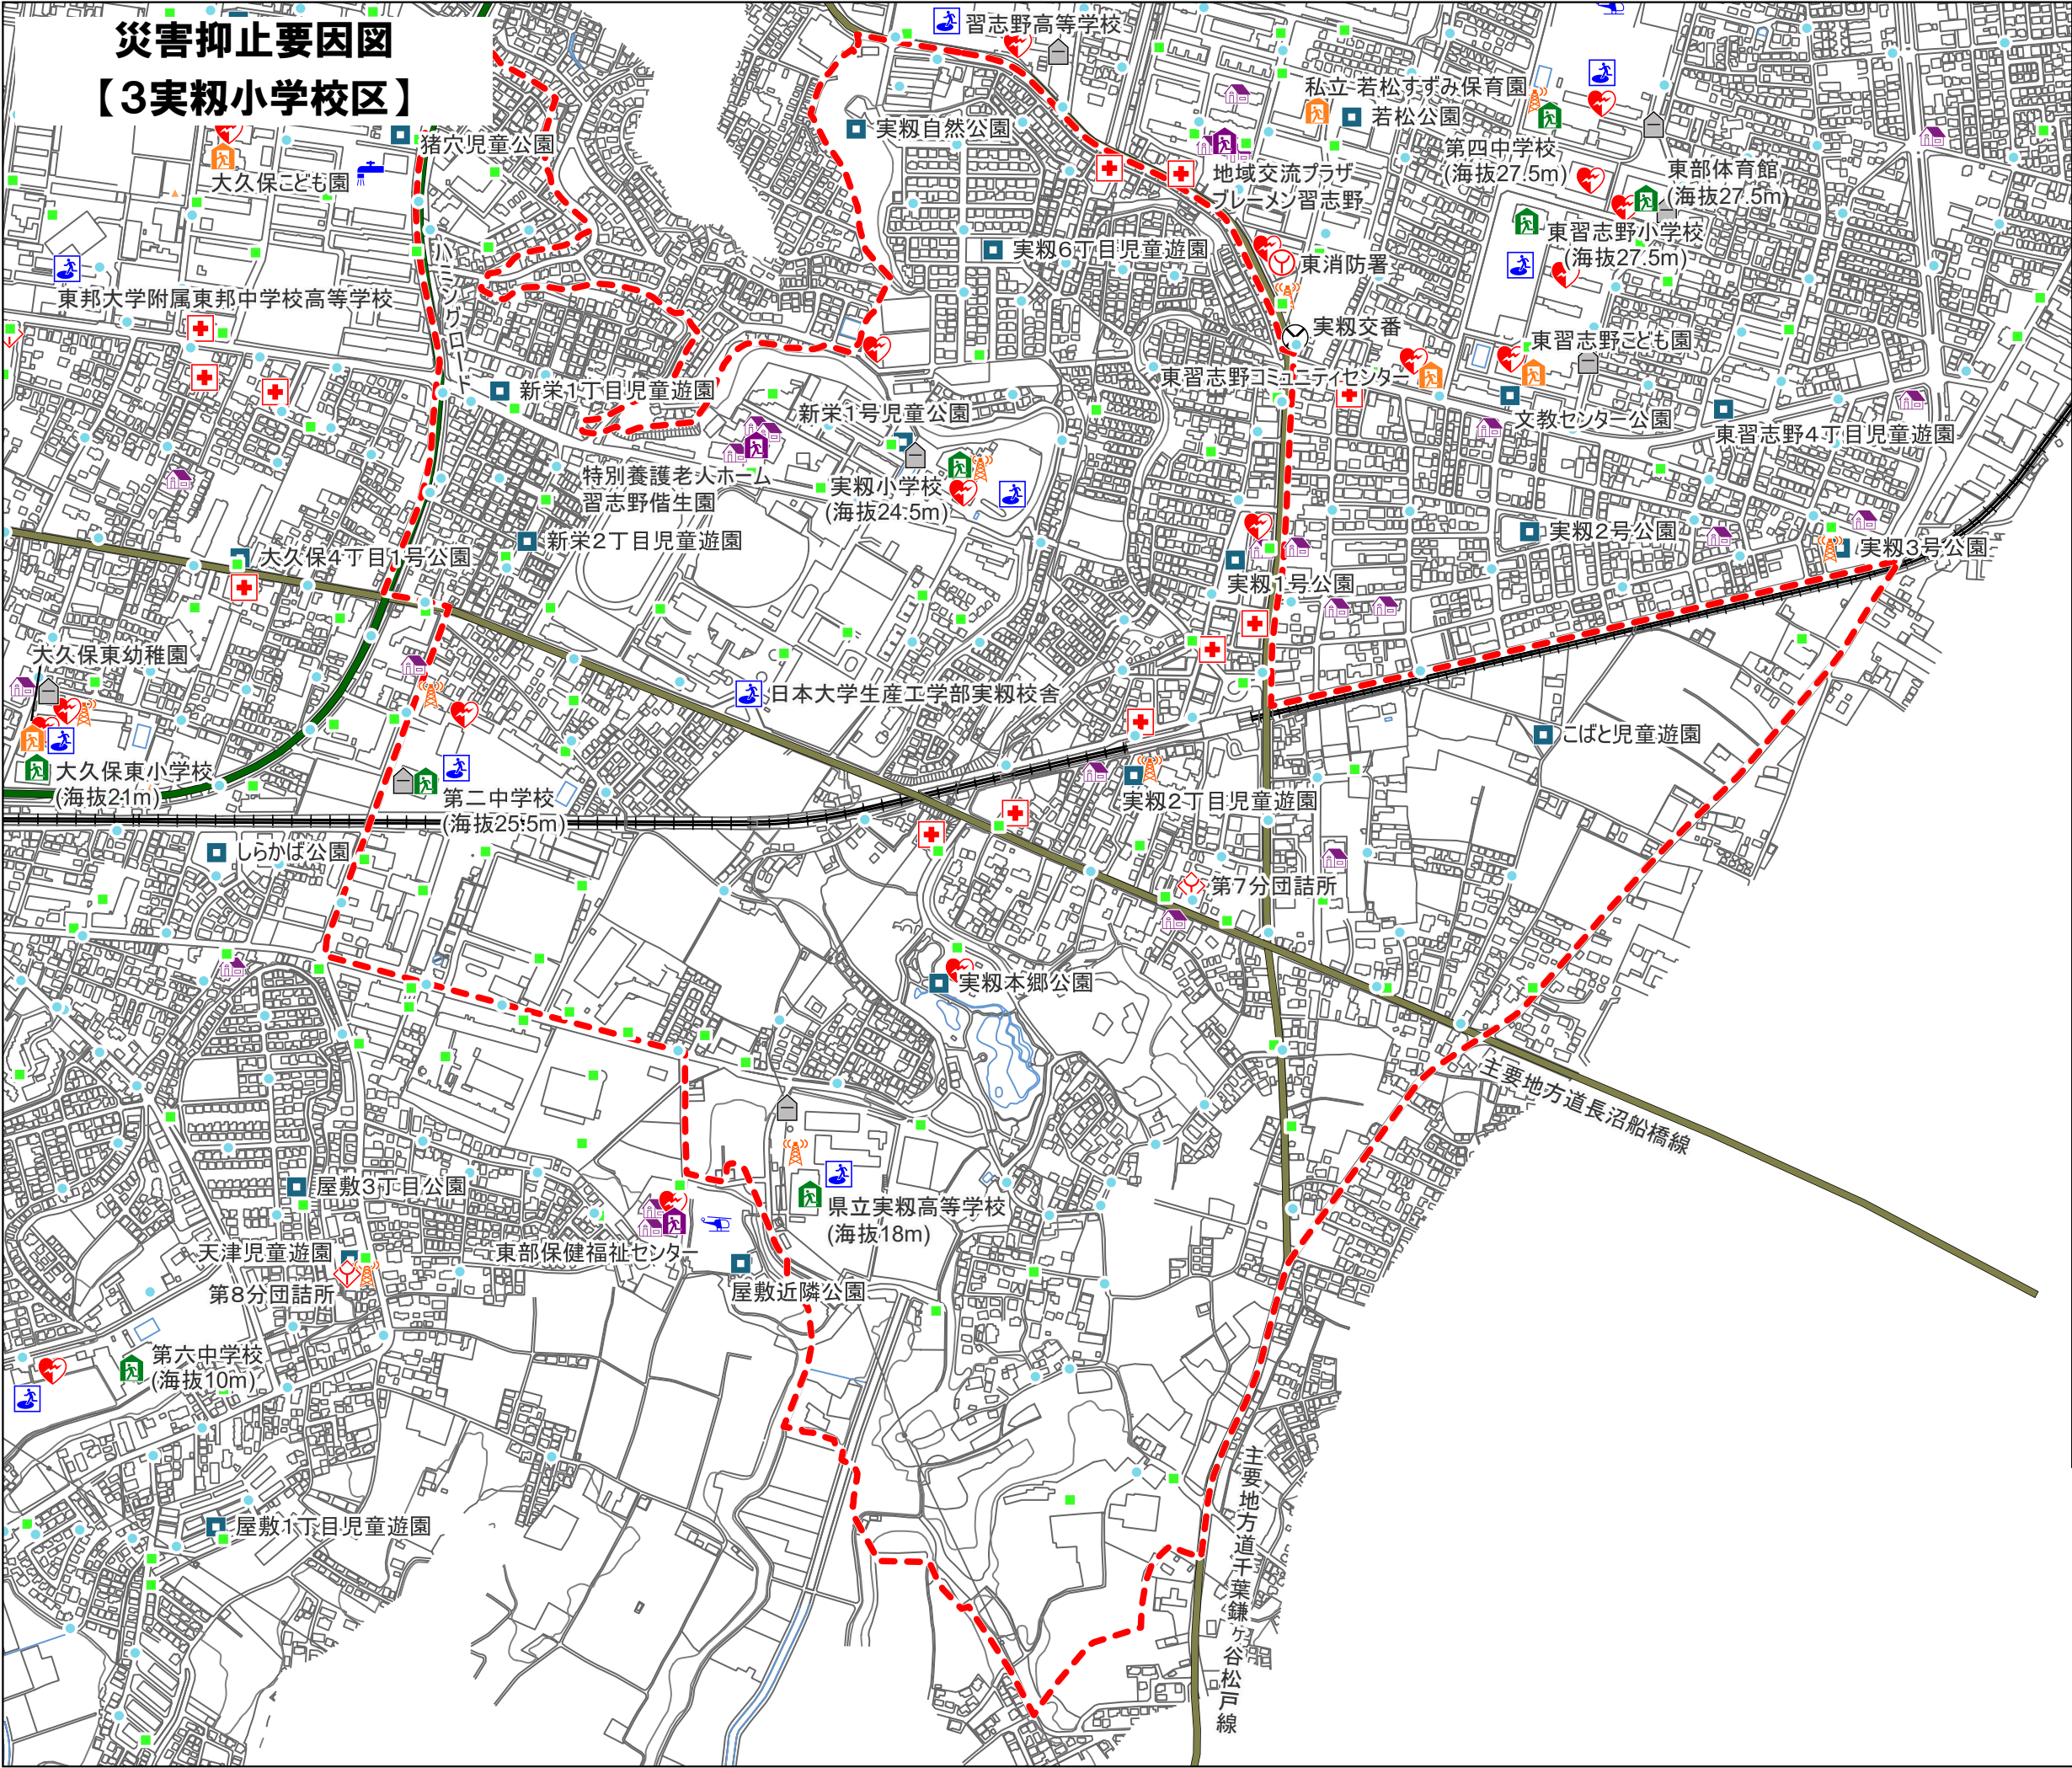 災害抑止要因図
【３実籾小学校区】
習志野高等学校
私立 若松すずみ保育園
若松公園
実籾自然公園
猪穴児童公園
第四中学校
(海抜27.5m)
東部体育館
(海抜27.5m)
大久保こども園
地域交流プラザ
ブレーメン習志野
東習志野小学校
(海抜27.5m)
実籾6丁目児童遊園
東消防署
ハミングロード
東邦大学附属東邦中学校高等学校
実籾交番
東習志野こども園
東習志野コミュニティセンター
新栄1丁目児童遊園
新栄1号児童公園
文教センター公園
東習志野4丁目児童遊園
特別養護老人ホーム
習志野偕生園
実籾小学校
(海抜24.5m)
新栄2丁目児童遊園
実籾2号公園
実籾3号公園
大久保4丁目1号公園
実籾1号公園
大久保東幼稚園
日本大学生産工学部実籾校舎
こばと児童遊園
大久保東小学校
(海抜21m)
第二中学校
(海抜25.5m)
実籾2丁目児童遊園
しらかば公園
第7分団詰所
実籾本郷公園
主要地方道長沼船橋線
屋敷3丁目公園
県立実籾高等学校
(海抜18m)
天津児童遊園
東部保健福祉センター
第8分団詰所
屋敷近隣公園
第六中学校
(海抜10m)
主要地方道千葉鎌ヶ谷松戸線
屋敷1丁目児童遊園